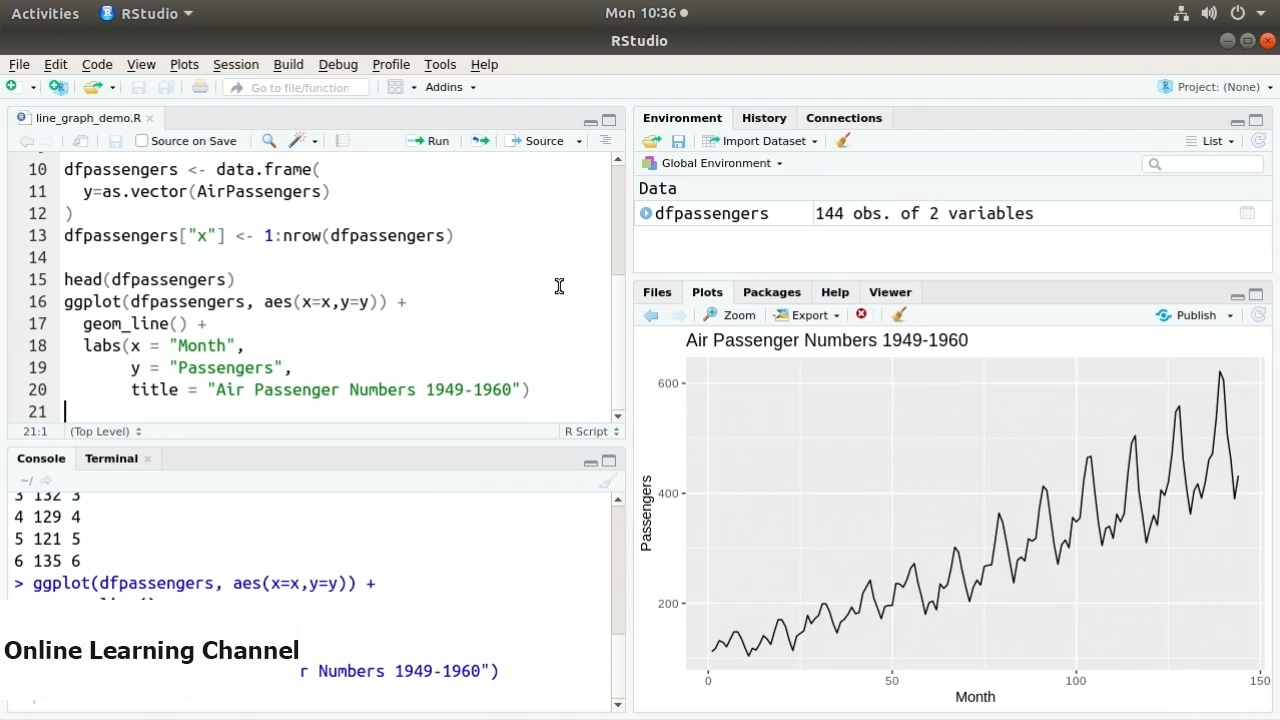 Activities RStudio Mon 10:36
RStudio
File Edit Code View Plots Session Build Debug Profile Tools Help
Go to file/function Addins Project: (None)
line_graph_demo.R
Source on Save Run Source
10 dfpassengers <- data.frame(
11 y=as.vector(AirPassengers)
12 )
13 dfpassengers["x"] <- 1:nrow(dfpassengers)
14
15 head(dfpassengers)
16 ggplot(dfpassengers, aes(x=x,y=y)) +
17 geom_line() +
18 labs(x = "Month",
19 y = "Passengers",
20 title = "Air Passenger Numbers 1949-1960")
21
21:1 (Top Level) R Script
Console Terminal
~/
3 132 3
4 129 4
5 121 5
6 135 6
> ggplot(dfpassengers, aes(x=x,y=y)) +
Online Learning Channel
r Numbers 1949-1960")
Environment History Connections
Import Dataset List
Global Environment
Data
dfpassengers 144 obs. of 2 variables
Files Plots Packages Help Viewer
Zoom Export Publish
Air Passenger Numbers 1949-1960
600
400
200
Passengers
0 50 100 150
Month